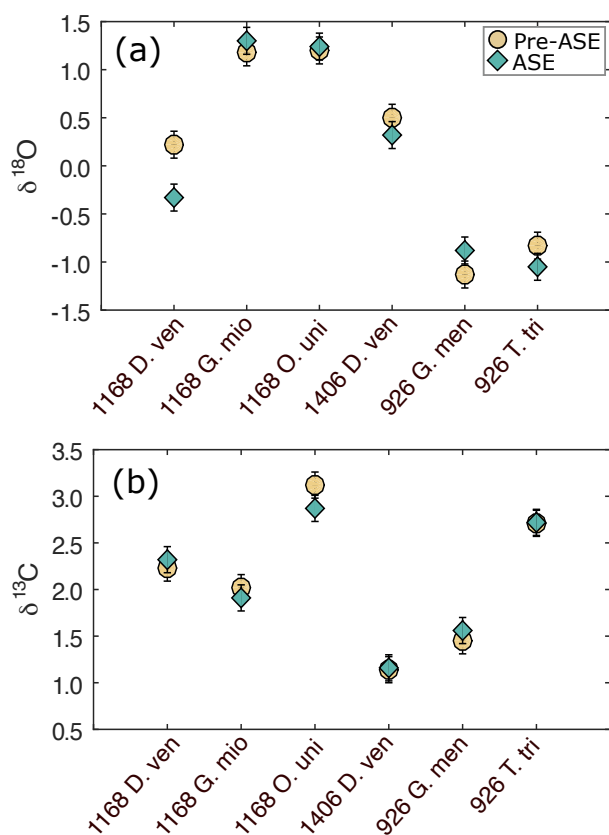 (a)
Pre-ASE
ASE
δ ¹⁸O
1.5
1.0
0.5
0.0
-0.5
-1.0
-1.5
1168 D. ven
1168 G. mio
1168 O. uni
1406 D. ven
926 G. men
926 T. tri
(b)
δ ¹³C
3.5
3.0
2.5
2.0
1.5
1.0
0.5
1168 D. ven
1168 G. mio
1168 O. uni
1406 D. ven
926 G. men
926 T. tri